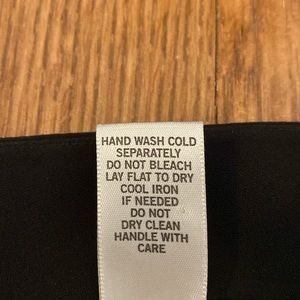 HAND WASH COLD
SEPARATELY
DO NOT BLEACH
LAY FLAT TO DRY
COOL IRON
IF NEEDED
DO NOT
DRY CLEAN
HANDLE WITH
CARE